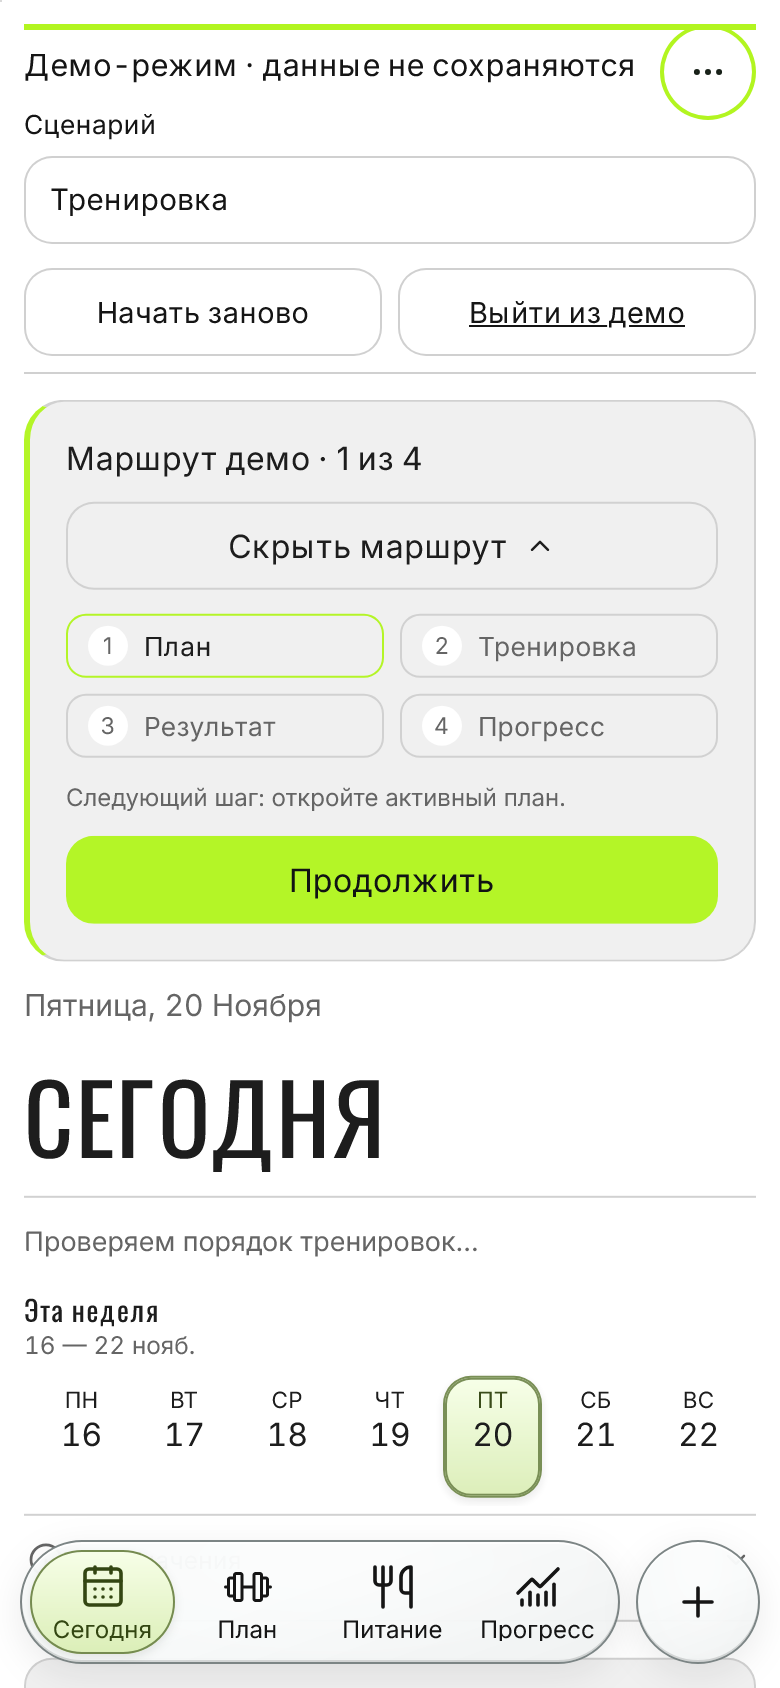 Демо-режим · данные не сохраняются
Сценарий
Тренировка
Начать заново
Выйти из демо
Маршрут демо · 1 из 4
Скрыть маршрут
1 План
2 Тренировка
3 Результат
4 Прогресс
Следующий шаг: откройте активный план.
Продолжить
Пятница, 20 Ноября
СЕГОДНЯ
Проверяем порядок тренировок...
Эта неделя
16 — 22 нояб.
ПН ВТ СР ЧТ ПТ СБ ВС
16 17 18 19 20 21 22
Сегодня План Питание Прогресс